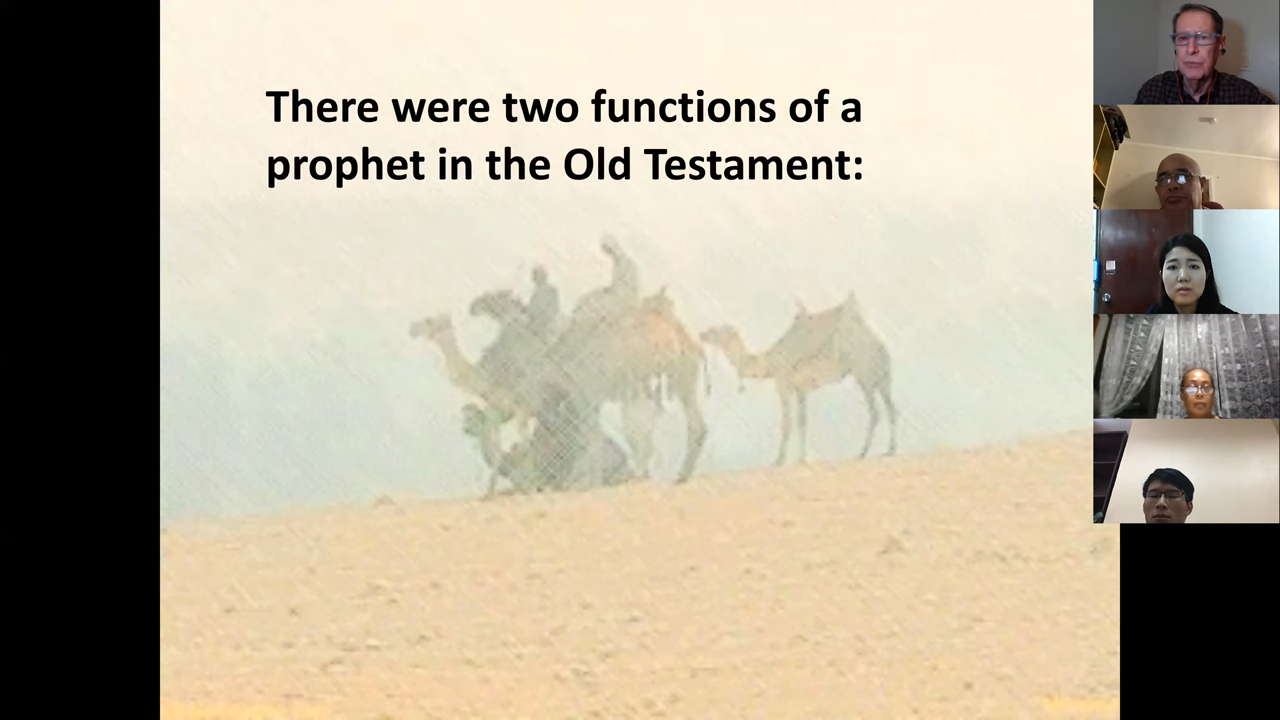 There were two functions of a
prophet in the Old Testament: